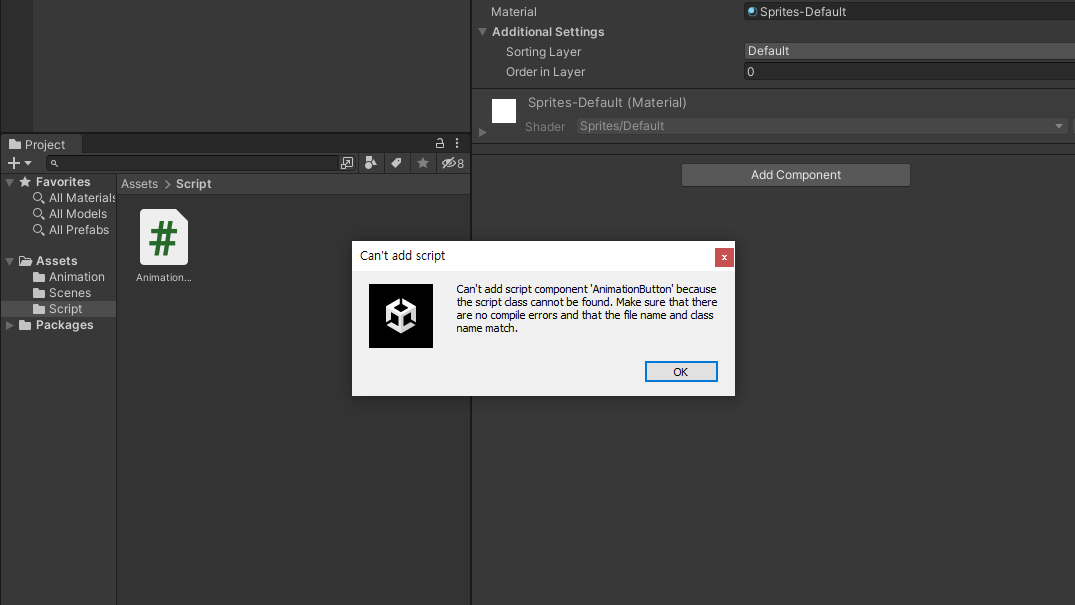 Material
Sprites-Default
Additional Settings
Sorting Layer
Default
Order in Layer
0
Sprites-Default (Material)
Shader
Sprites/Default
Add Component
Project
8
Favorites
All Materials
All Models
All Prefabs
Assets
Animation
Scenes
Script
Packages
Assets > Script
#
Animation...
Can't add script
x
Can't add script component 'AnimationButton' because
the script class cannot be found. Make sure that there
are no compile errors and that the file name and class
name match.
OK